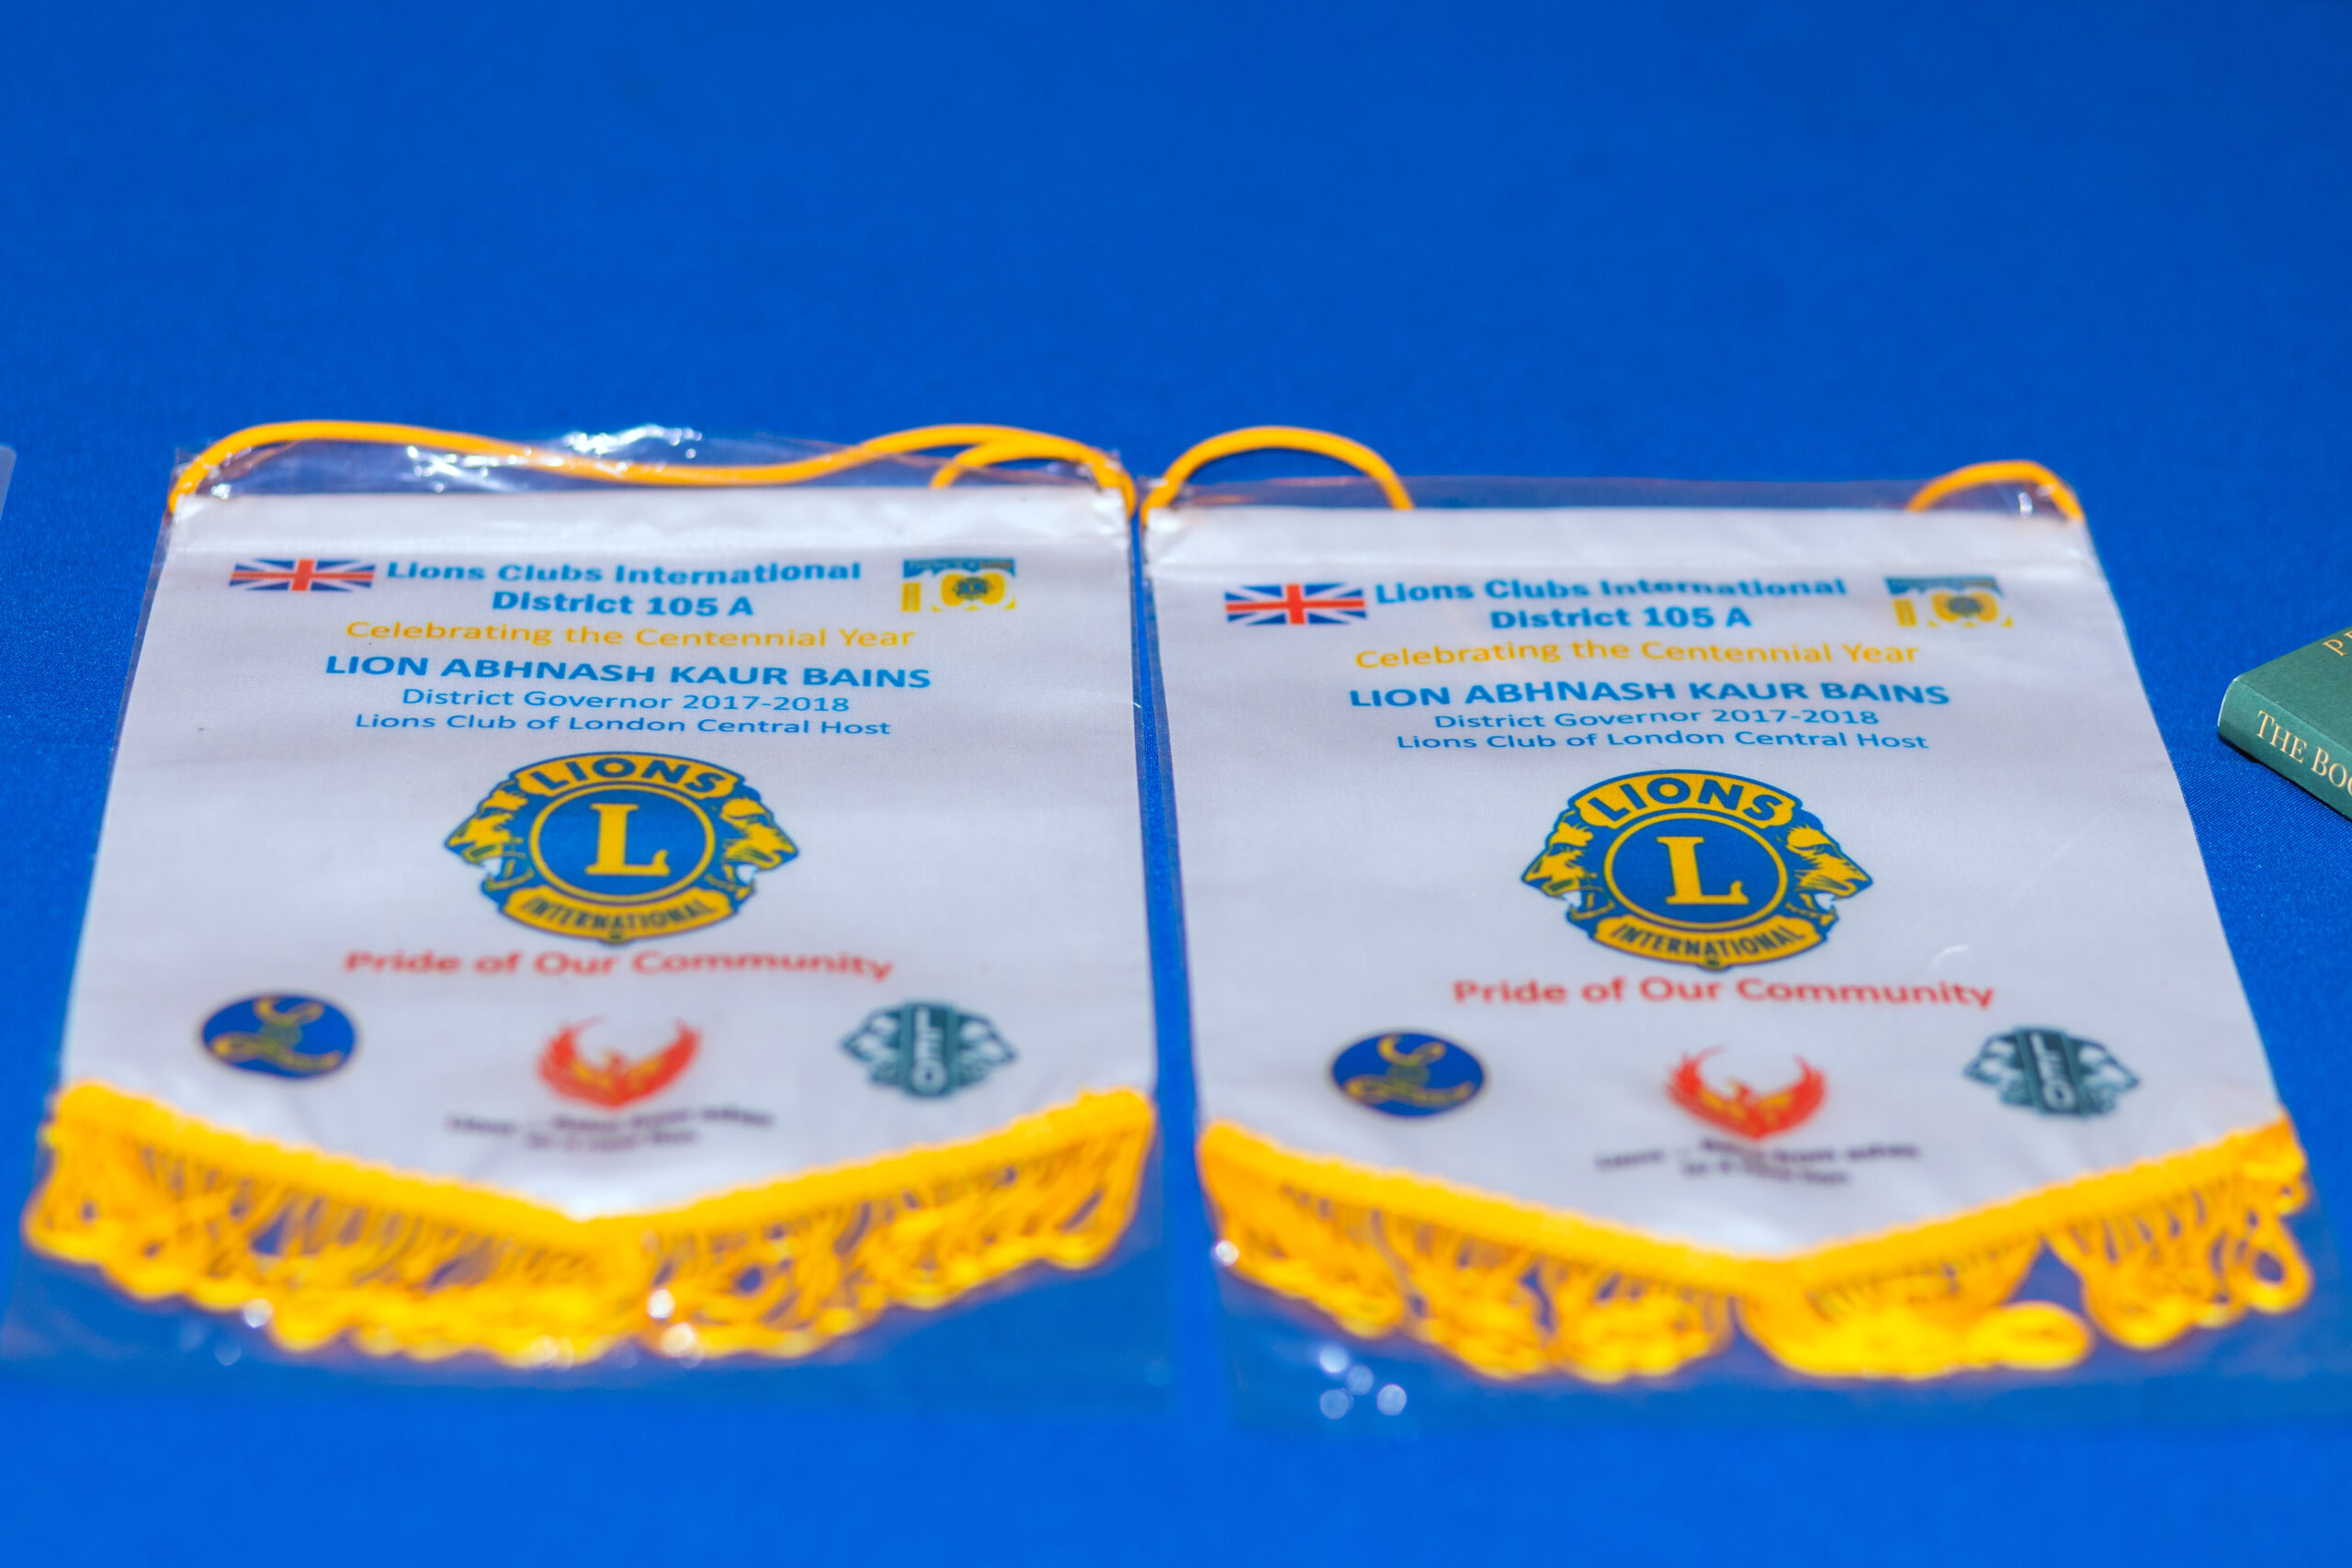 Lions Clubs International
District 105 A
Celebrating the Centennial Year
LION ABHNASH KAUR BAINS
District Governor 2017-2018
Lions Club of London Central Host
LIONS
L
INTERNATIONAL
Pride of Our Community
Lions Clubs International
District 105 A
Celebrating the Centennial Year
LION ABHNASH KAUR BAINS
District Governor 2017-2018
Lions Club of London Central Host
LIONS
L
INTERNATIONAL
Pride of Our Community
THE